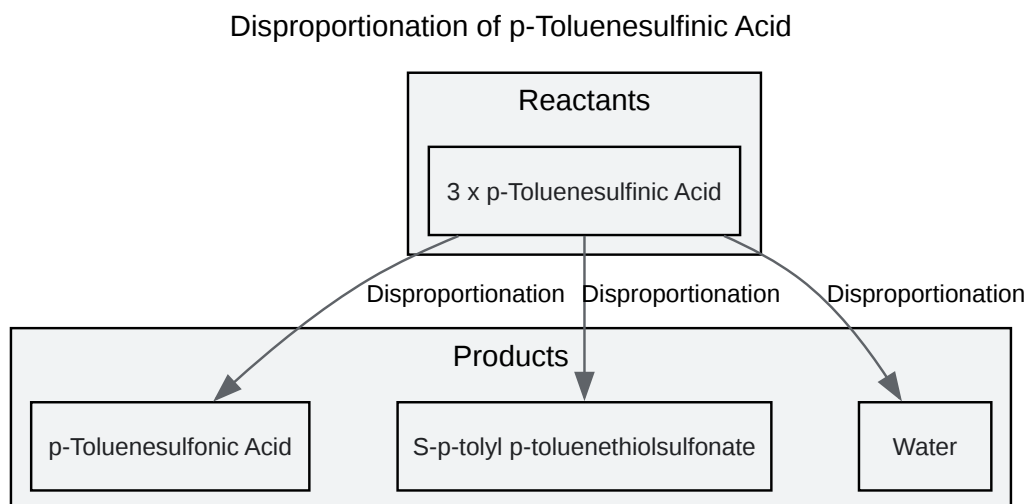 Disproportionation of p-Toluenesulfinic Acid
Reactants
3 x p-Toluenesulfinic Acid
Disproportionation
Disproportionation
Disproportionation
Products
p-Toluenesulfonic Acid
S-p-tolyl p-toluenethiolsulfonate
Water